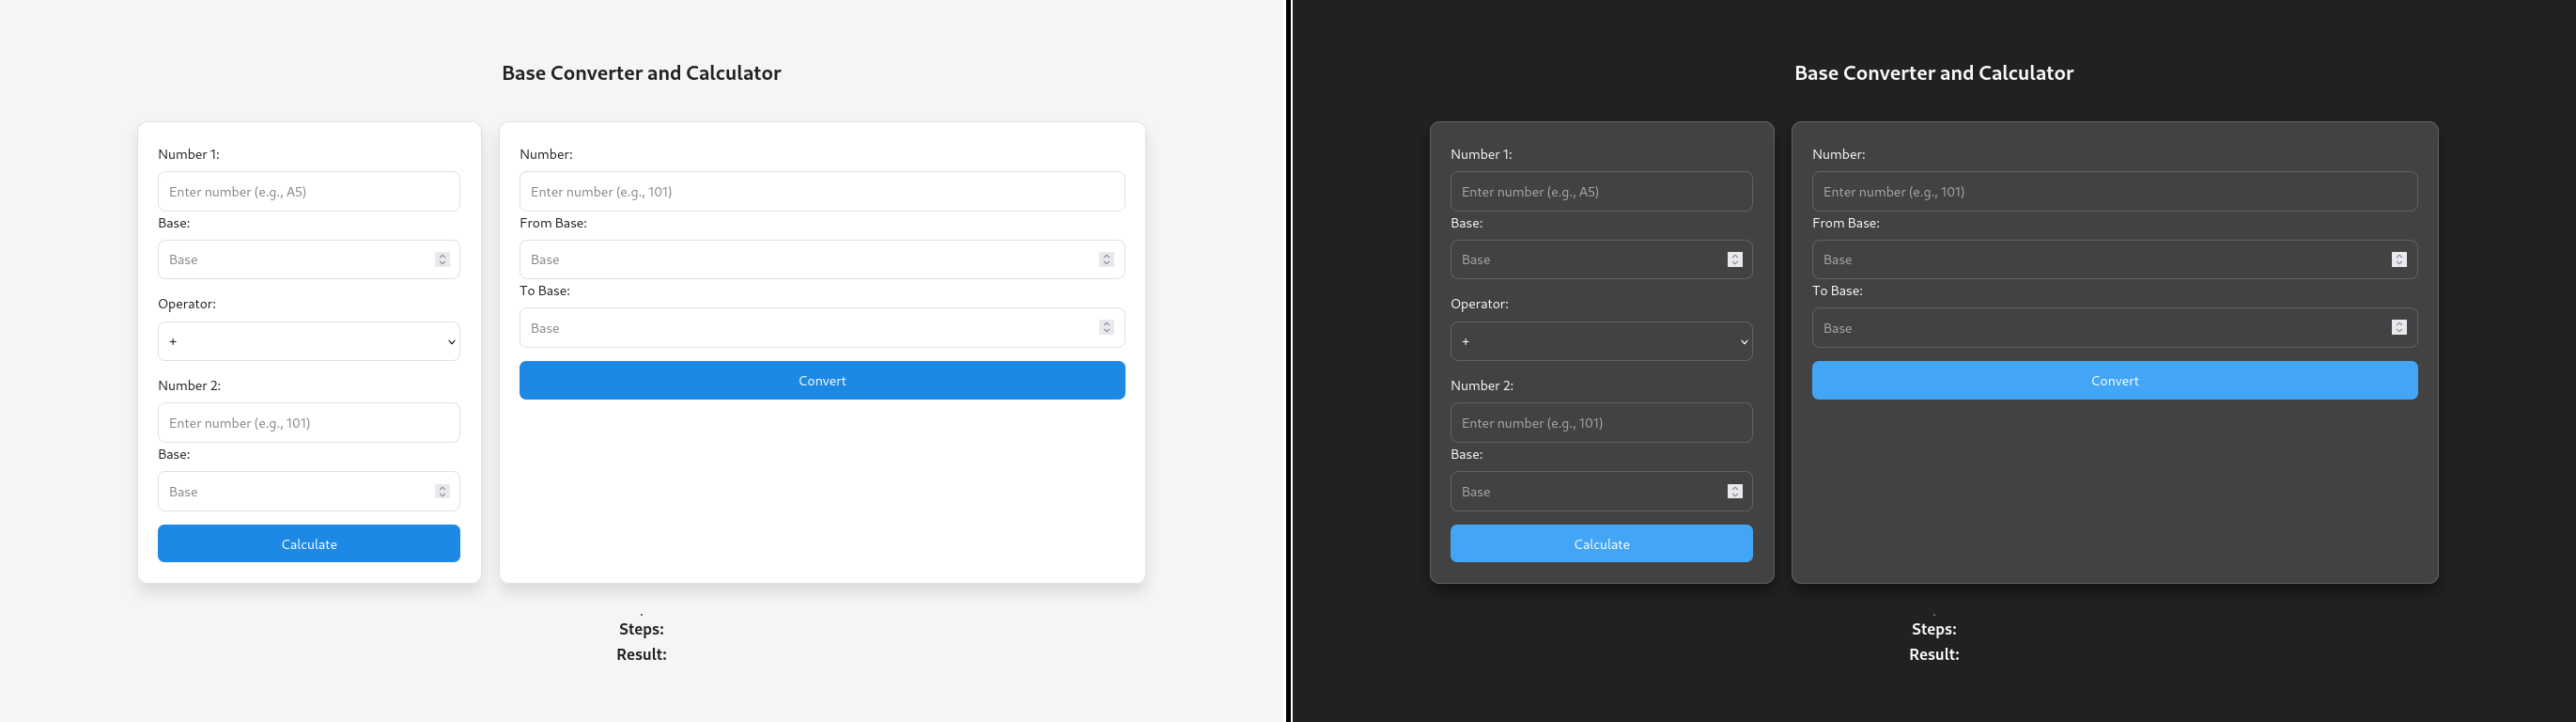 Base Converter and Calculator
Number 1:
Enter number (e.g., A5)
Base:
Base
Operator:
+
Number 2:
Enter number (e.g., 101)
Base:
Base
Calculate
Number:
Enter number (e.g., 101)
From Base:
Base
To Base:
Base
Convert
.
Steps:
Result:
Base Converter and Calculator
Number 1:
Enter number (e.g., A5)
Base:
Base
Operator:
+
Number 2:
Enter number (e.g., 101)
Base:
Base
Calculate
Number:
Enter number (e.g., 101)
From Base:
Base
To Base:
Base
Convert
.
Steps:
Result: